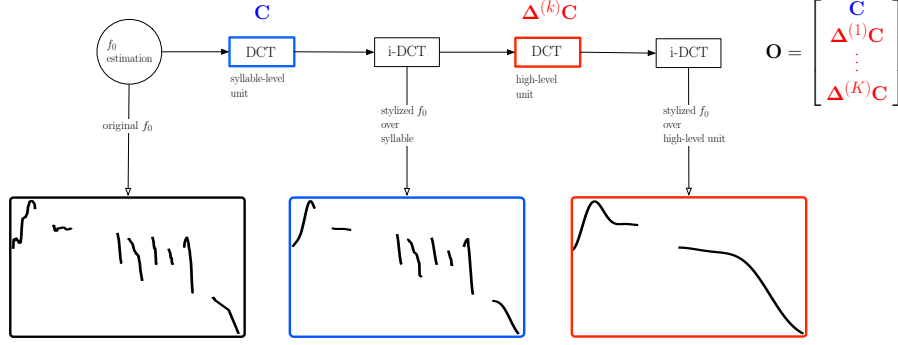 C
Δ^(k)C
f₀
estimation
DCT
i-DCT
DCT
i-DCT
syllable-level
unit
high-level
unit
original f₀
stylized f₀
over
syllable
stylized f₀
over
high-level unit
O =
C
Δ^(1)C
⋮
Δ^(K)C